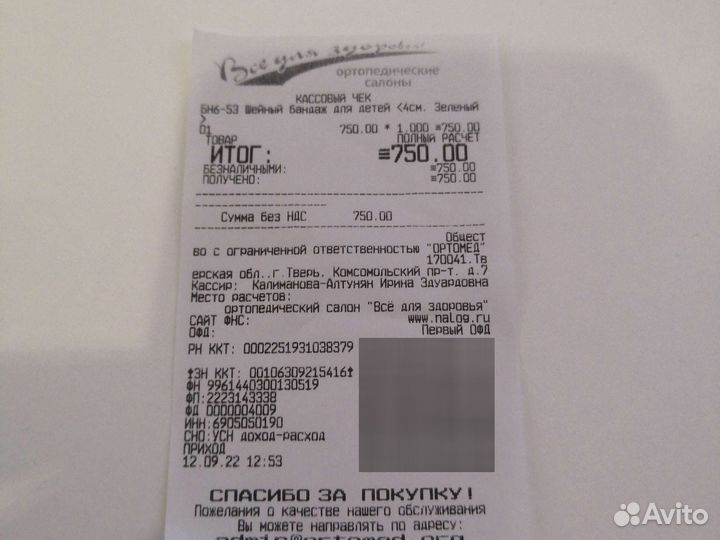 Всё для здоровья
ортопедические
салоны
КАССОВЫЙ ЧЕК
БН6-53 Шейный бандаж для детей <4см. Зеленый
>
01 750.00 * 1.000 =750.00
ТОВАР ПОЛНЫЙ РАСЧЕТ
ИТОГ: =750.00
БЕЗНАЛИЧНЫМИ: =750.00
ПОЛУЧЕНО: =750.00
Сумма Без НДС 750.00
Общест
во с ограниченной ответственностью "ОРТОМЕД"
170041.Тв
ерская обл..г.Тверь, Комсомольский пр-т. д.7
Кассир: Калиманова-Алтунян Ирина Эдуардовна
Место расчетов:
ортопедический салон "Всё для здоровья"
САЙТ ФНС: www.nalog.ru
ОФД: Первый ОФД
РН ККТ: 0002251931038379
*ЗН ККТ: 00106309215416*
ФН 9961440300130519
ФП:2223143338
ФД 0000004009
ИНН:6905050190
СНО:УСН доход-расход
ПРИХОД
12.09.22 12:53
СПАСИБО ЗА ПОКУПКУ!
Пожелания о качестве нашего обслуживания
Вы можете направлять по адресу:
admin@ortomed.org
Avito